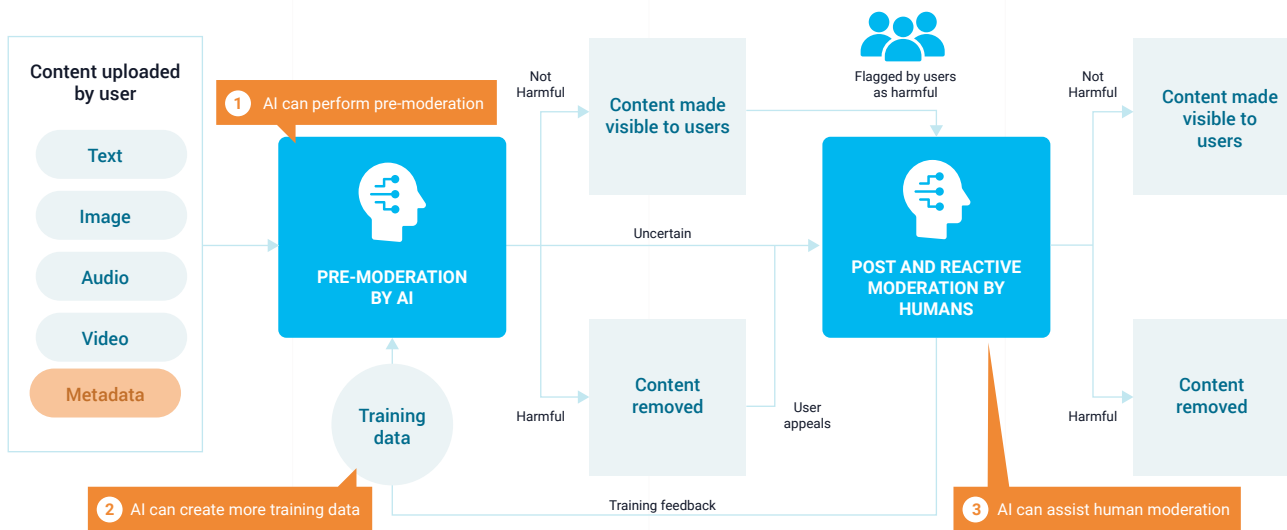 Content uploaded
by user
Text
Image
Audio
Video
Metadata
1 AI can perform pre-moderation
PRE-MODERATION
BY AI
Training
data
2 AI can create more training data
Not
Harmful
Content made
visible to users
Uncertain
Harmful
Content
removed
User
appeals
Training feedback
Flagged by users
as harmful
POST AND REACTIVE
MODERATION BY
HUMANS
3 AI can assist human moderation
Not
Harmful
Content made
visible to
users
Harmful
Content
removed